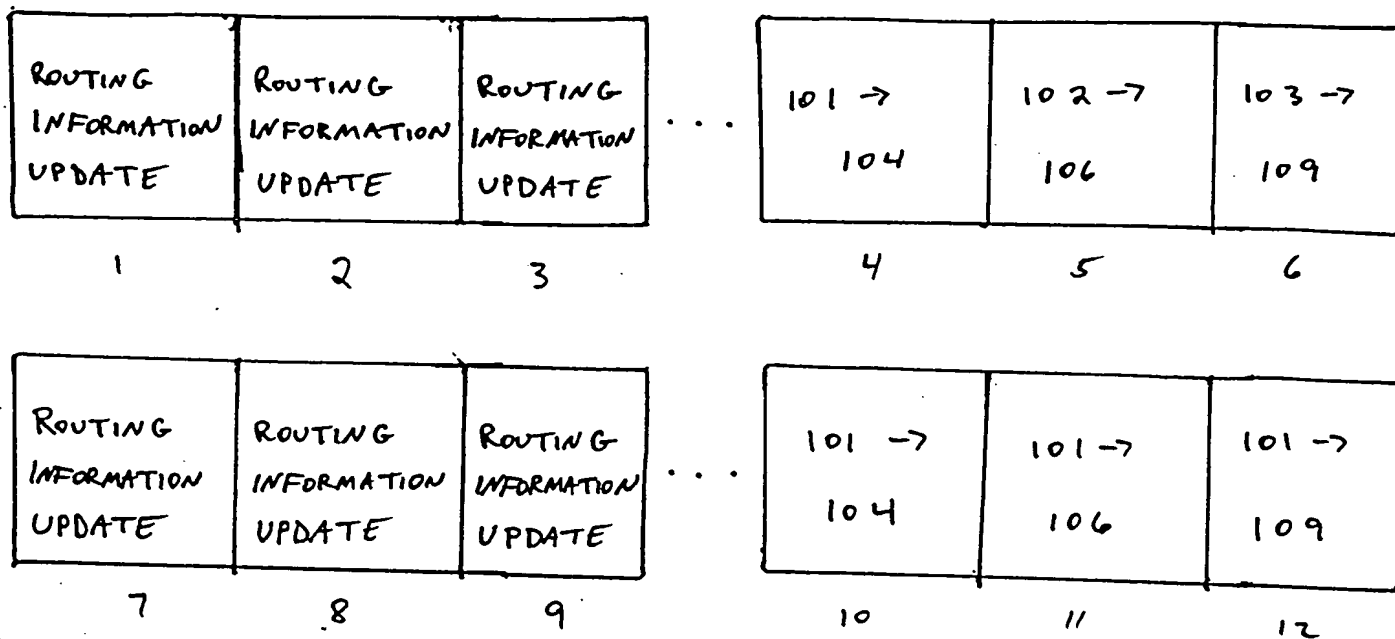 ROUTING INFORMATION UPDATE
ROUTING INFORMATION UPDATE
ROUTING INFORMATION UPDATE
...
101 → 104
102 → 106
103 → 109
1 2 3 4 5 6
ROUTING INFORMATION UPDATE
ROUTING INFORMATION UPDATE
ROUTING INFORMATION UPDATE
...
101 → 104
101 → 106
101 → 109
7 8 9 10 11 12